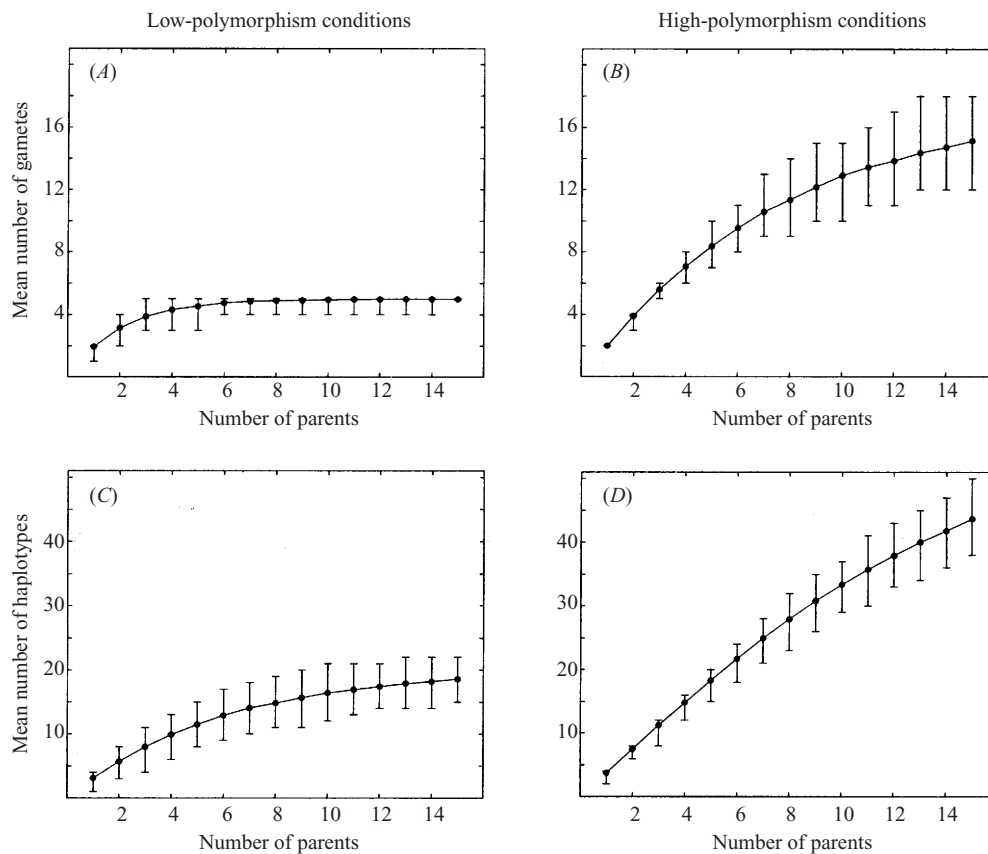 Low-polymorphism conditions
High-polymorphism conditions
(A)
Mean number of gametes
16
12
8
4
2 4 6 8 10 12 14
Number of parents
(B)
16
12
8
4
2 4 6 8 10 12 14
Number of parents
(C)
Mean number of haplotypes
40
30
20
10
2 4 6 8 10 12 14
Number of parents
(D)
40
30
20
10
2 4 6 8 10 12 14
Number of parents